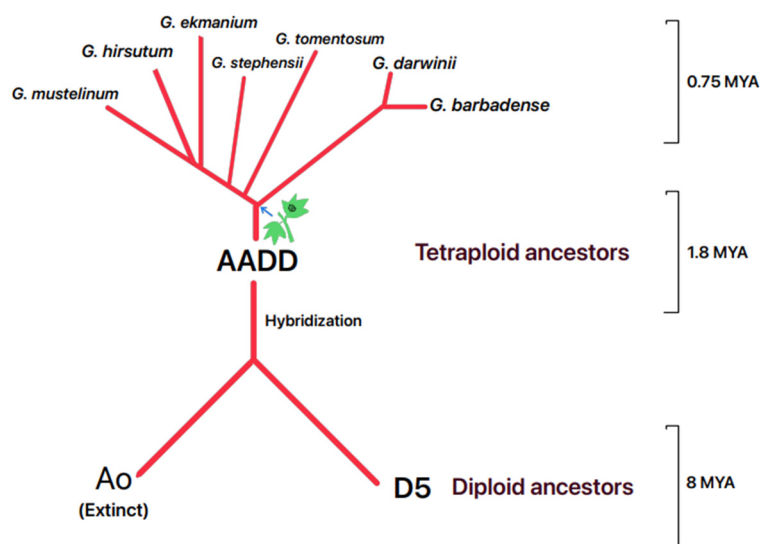 G. ekmanium
G. hirsutum
G. tomentosum
G. stephensii
G. darwinii
G. mustelinum
G. barbadense
0.75 MYA
AADD
Tetraploid ancestors
1.8 MYA
Hybridization
Ao
(Extinct)
D5
Diploid ancestors
8 MYA